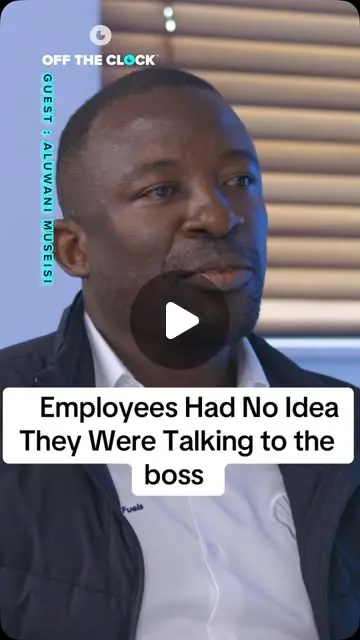 OFF THE CLOCK
GUEST : ALUWANI MUSEISI
Employees Had No Idea
They Were Talking to the
boss
Fuels